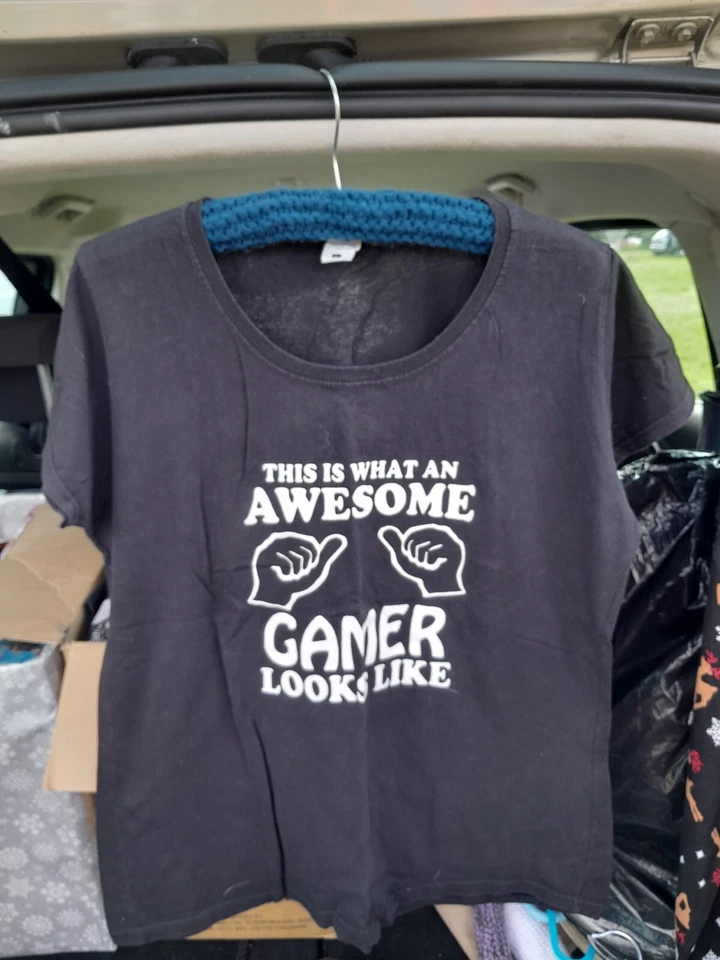 THIS IS WHAT AN
AWESOME
GAMER
LOOKS LIKE